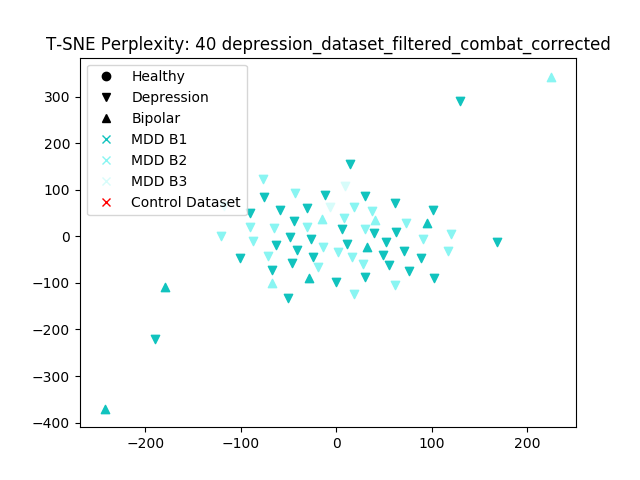 T-SNE Perplexity: 40 depression_dataset_filtered_combat_corrected
Healthy
Depression
Bipolar
MDD B1
MDD B2
MDD B3
Control Dataset
300
200
100
0
−100
−200
−300
−400
−200 −100 0 100 200